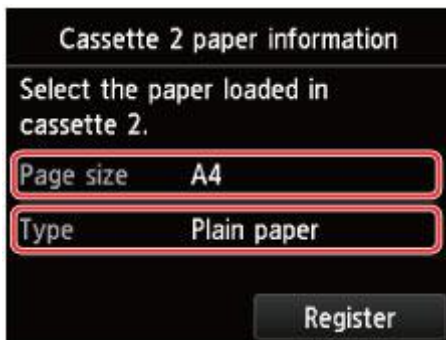 Cassette 2 paper information
Select the paper loaded in
cassette 2.
Page size A4
Type Plain paper
Register